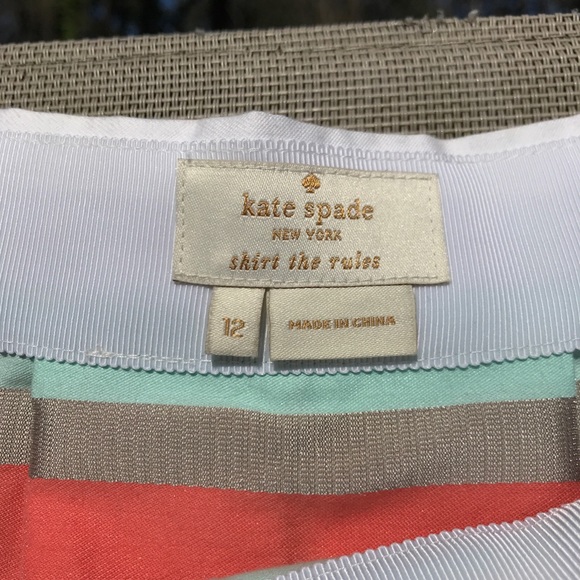 kate spade
NEW YORK
skirt the rules
12
MADE IN CHINA